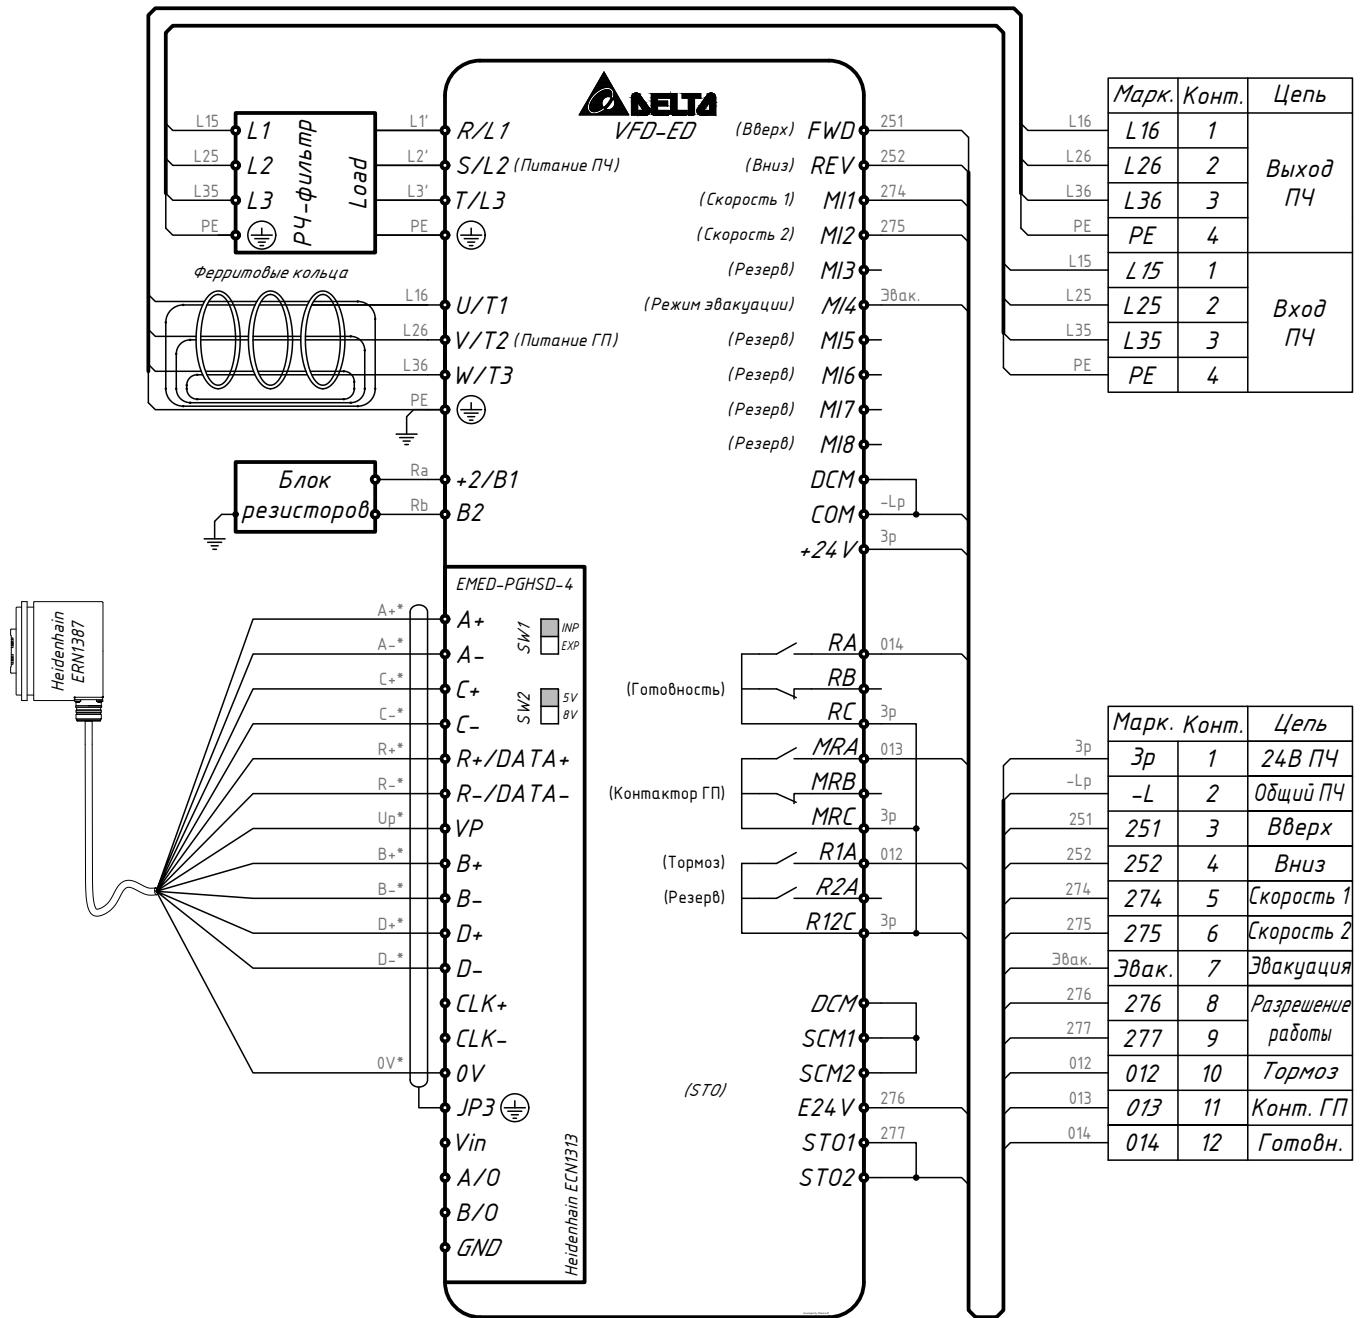 DELTA
VFD-ED
L15
L1
L1'
R/L1
L25
L2
L2'
S/L2 (Питание ПЧ)
L35
L3
L3'
T/L3
PE
PE
РЧ-фильтр
Load
Ферритовые кольца
L16
U/T1
L26
V/T2 (Питание ГП)
L36
W/T3
PE
Блок
резисторов
Ra
+2/B1
Rb
B2
Heidenhain
ERN1387
EMED-PGHSD-4
SW1
INP
EXP
SW2
5V
8V
A+*
A+
A-*
A-
C+*
C+
C-*
C-
R+*
R+/DATA+
R-*
R-/DATA-
Up*
VP
B+*
B+
B-*
B-
D+*
D+
D-*
D-
CLK+
CLK-
0V*
0V
JP3
Vin
A/O
B/O
GND
Heidenhain ECN1313
(Вверх) FWD 251
(Вниз) REV 252
(Скорость 1) MI1 274
(Скорость 2) MI2 275
(Резерв) MI3
(Режим эвакуации) MI4 Эвак.
(Резерв) MI5
(Резерв) MI6
(Резерв) MI7
(Резерв) MI8
DCM
COM -Lp
+24V 3р
RA 014
(Готовность) RB
RC 3р
MRA 013
(Контактор ГП) MRB
MRC 3р
(Тормоз) R1A 012
(Резерв) R2A
R12C 3р
DCM
SCM1
SCM2
(STO)
E24V 276
STO1 277
STO2
Марк. Конт. Цепь
L16 L16 1
L26 L26 2
L36 L36 3
PE PE 4
Выход
ПЧ
L15 L15 1
L25 L25 2
L35 L35 3
PE PE 4
Вход
ПЧ
Марк. Конт. Цепь
3р 3р 1 24В ПЧ
-Lp -L 2 Общий ПЧ
251 251 3 Вверх
252 252 4 Вниз
274 274 5 Скорость 1
275 275 6 Скорость 2
Эвак. Эвак. 7 Эвакуация
276 276 8 Разрешение
277 277 9 работы
012 012 10 Тормоз
013 013 11 Конт. ГП
014 014 12 Готовн.